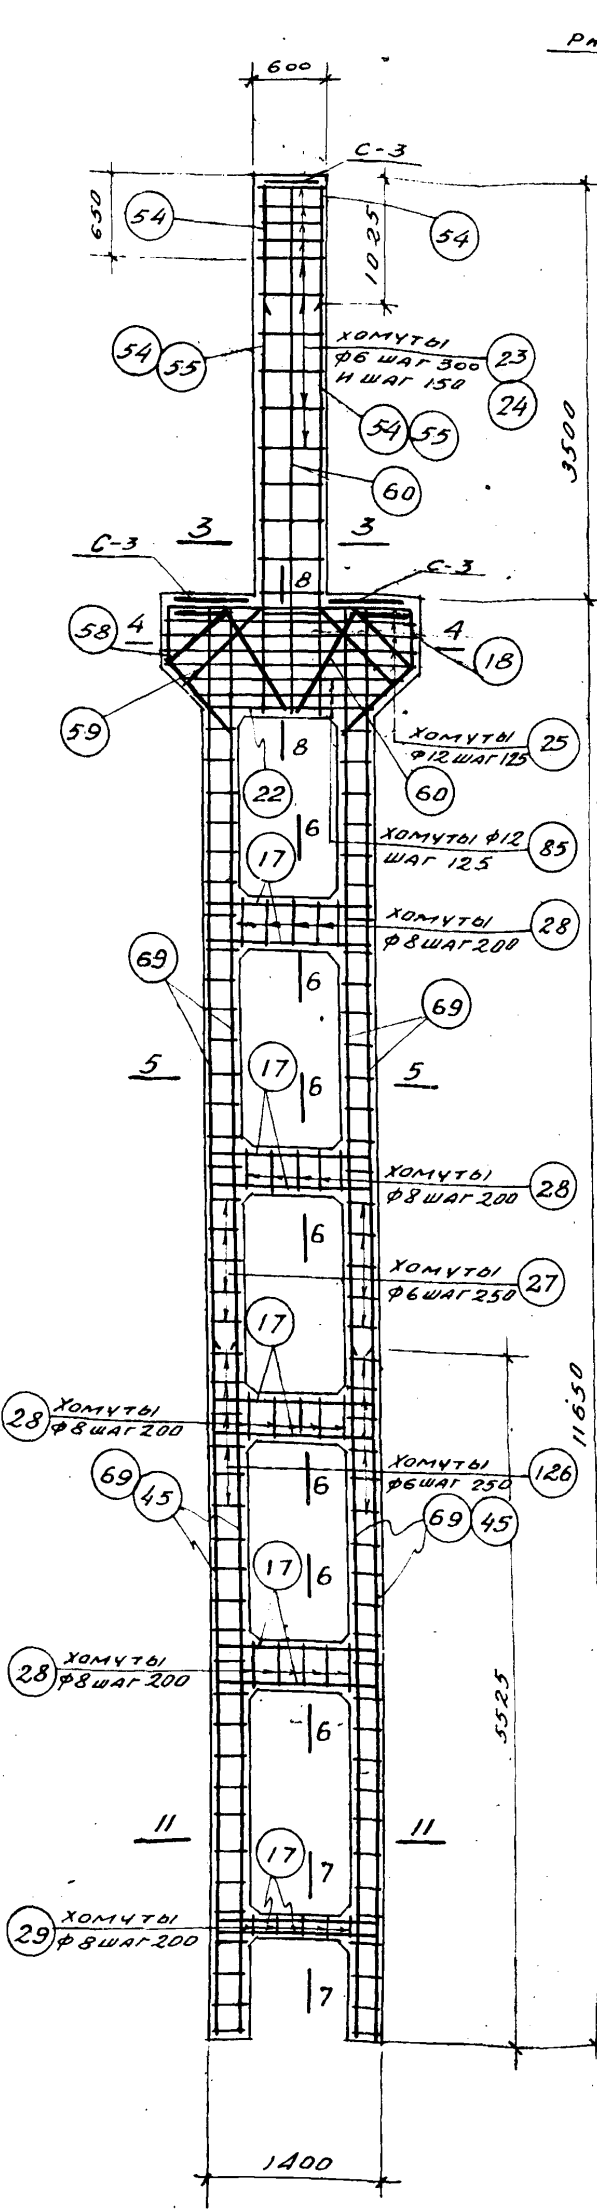 600
С-3
650
54
1025
54
54 55
ХОМУТЫ
Ф6 ШАГ 300
И ШАГ 150
23
24
54 55
3500
60
3 3
С-3
8
С-3
58 4 4
18
59
8
ХОМУТЫ
Ф12 ШАГ 125
25
22
60
6
17
ХОМУТЫ Ф12
ШАГ 125
85
ХОМУТЫ
Ф8 ШАГ 200
28
69
6
69
5 5
17
6
ХОМУТЫ
Ф8 ШАГ 200
28
6
ХОМУТЫ
Ф6 ШАГ 250
27
17
11650
28
ХОМУТЫ
Ф8 ШАГ 200
ХОМУТЫ
Ф6 ШАГ 250
126
69 45
6
69 45
17
6
28
ХОМУТЫ
Ф8 ШАГ 200
5525
6
11 11
17
7
29
ХОМУТЫ
Ф8 ШАГ 200
7
1400